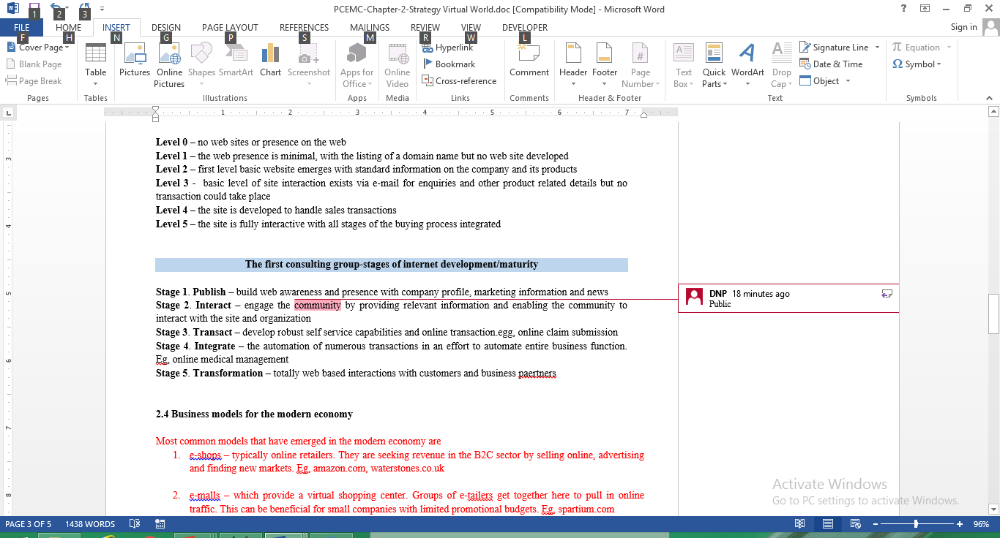 PCEMC-Chapter-2-Strategy Virtual World.doc [Compatibility Mode] - Microsoft Word
1 2 3
FILE HOME INSERT DESIGN PAGE LAYOUT REFERENCES MAILINGS REVIEW VIEW DEVELOPER Sign in
F H N G P S M R W L
Cover Page
Blank Page
Page Break
Pages
Table
Tables
Pictures Online Pictures Shapes SmartArt Chart Screenshot
Illustrations
Apps for Office
Apps
Online Video
Media
Hyperlink
Bookmark
Cross-reference
Links
Comment
Comments
Header Footer Page Number
Header & Footer
Text Box Quick Parts WordArt Drop Cap
Signature Line
Date & Time
Object
Text
Equation
Symbol
Symbols
1 2 3 4 5 6 7
3
4
5
6
7
8
Level 0 – no web sites or presence on the web
Level 1 – the web presence is minimal, with the listing of a domain name but no web site developed
Level 2 – first level basic website emerges with standard information on the company and its products
Level 3 - basic level of site interaction exists via e-mail for enquiries and other product related details but no
transaction could take place
Level 4 – the site is developed to handle sales transactions
Level 5 – the site is fully interactive with all stages of the buying process integrated
The first consulting group-stages of internet development/maturity
Stage 1. Publish – build web awareness and presence with company profile, marketing information and news
Stage 2. Interact – engage the community by providing relevant information and enabling the community to
interact with the site and organization
Stage 3. Transact – develop robust self service capabilities and online transaction.egg, online claim submission
Stage 4. Integrate – the automation of numerous transactions in an effort to automate entire business function.
Eg, online medical management
Stage 5. Transformation – totally web based interactions with customers and business paertners
DNP 18 minutes ago
Public
2.4 Business models for the modern economy
Most common models that have emerged in the modern economy are
1. e-shops – typically online retailers. They are seeking revenue in the B2C sector by selling online, advertising
and finding new markets. Eg, amazon.com, waterstones.co.uk
2. e-malls – which provide a virtual shopping center. Groups of e-tailers get together here to pull in online
traffic. This can be beneficial for small companies with limited promotional budgets. Eg, spartium.com
Activate Windows
Go to PC settings to activate Windows.
PAGE 3 OF 5 1438 WORDS 96%